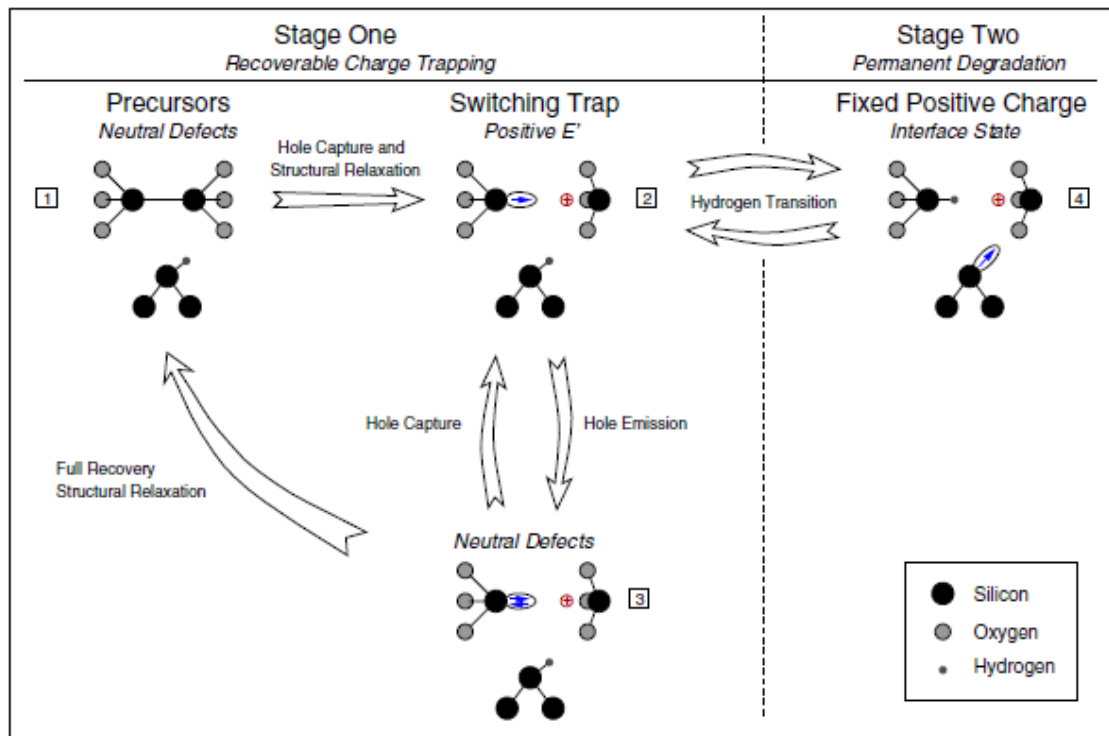 Stage One
Recoverable Charge Trapping
Stage Two
Permanent Degradation
Precursors
Neutral Defects
Switching Trap
Positive E'
Fixed Positive Charge
Interface State
Hole Capture and
Structural Relaxation
1
⊕
2
Hydrogen Transition
⊕
4
Hole Capture
Hole Emission
Full Recovery
Structural Relaxation
Neutral Defects
⊕
3
Silicon
Oxygen
Hydrogen